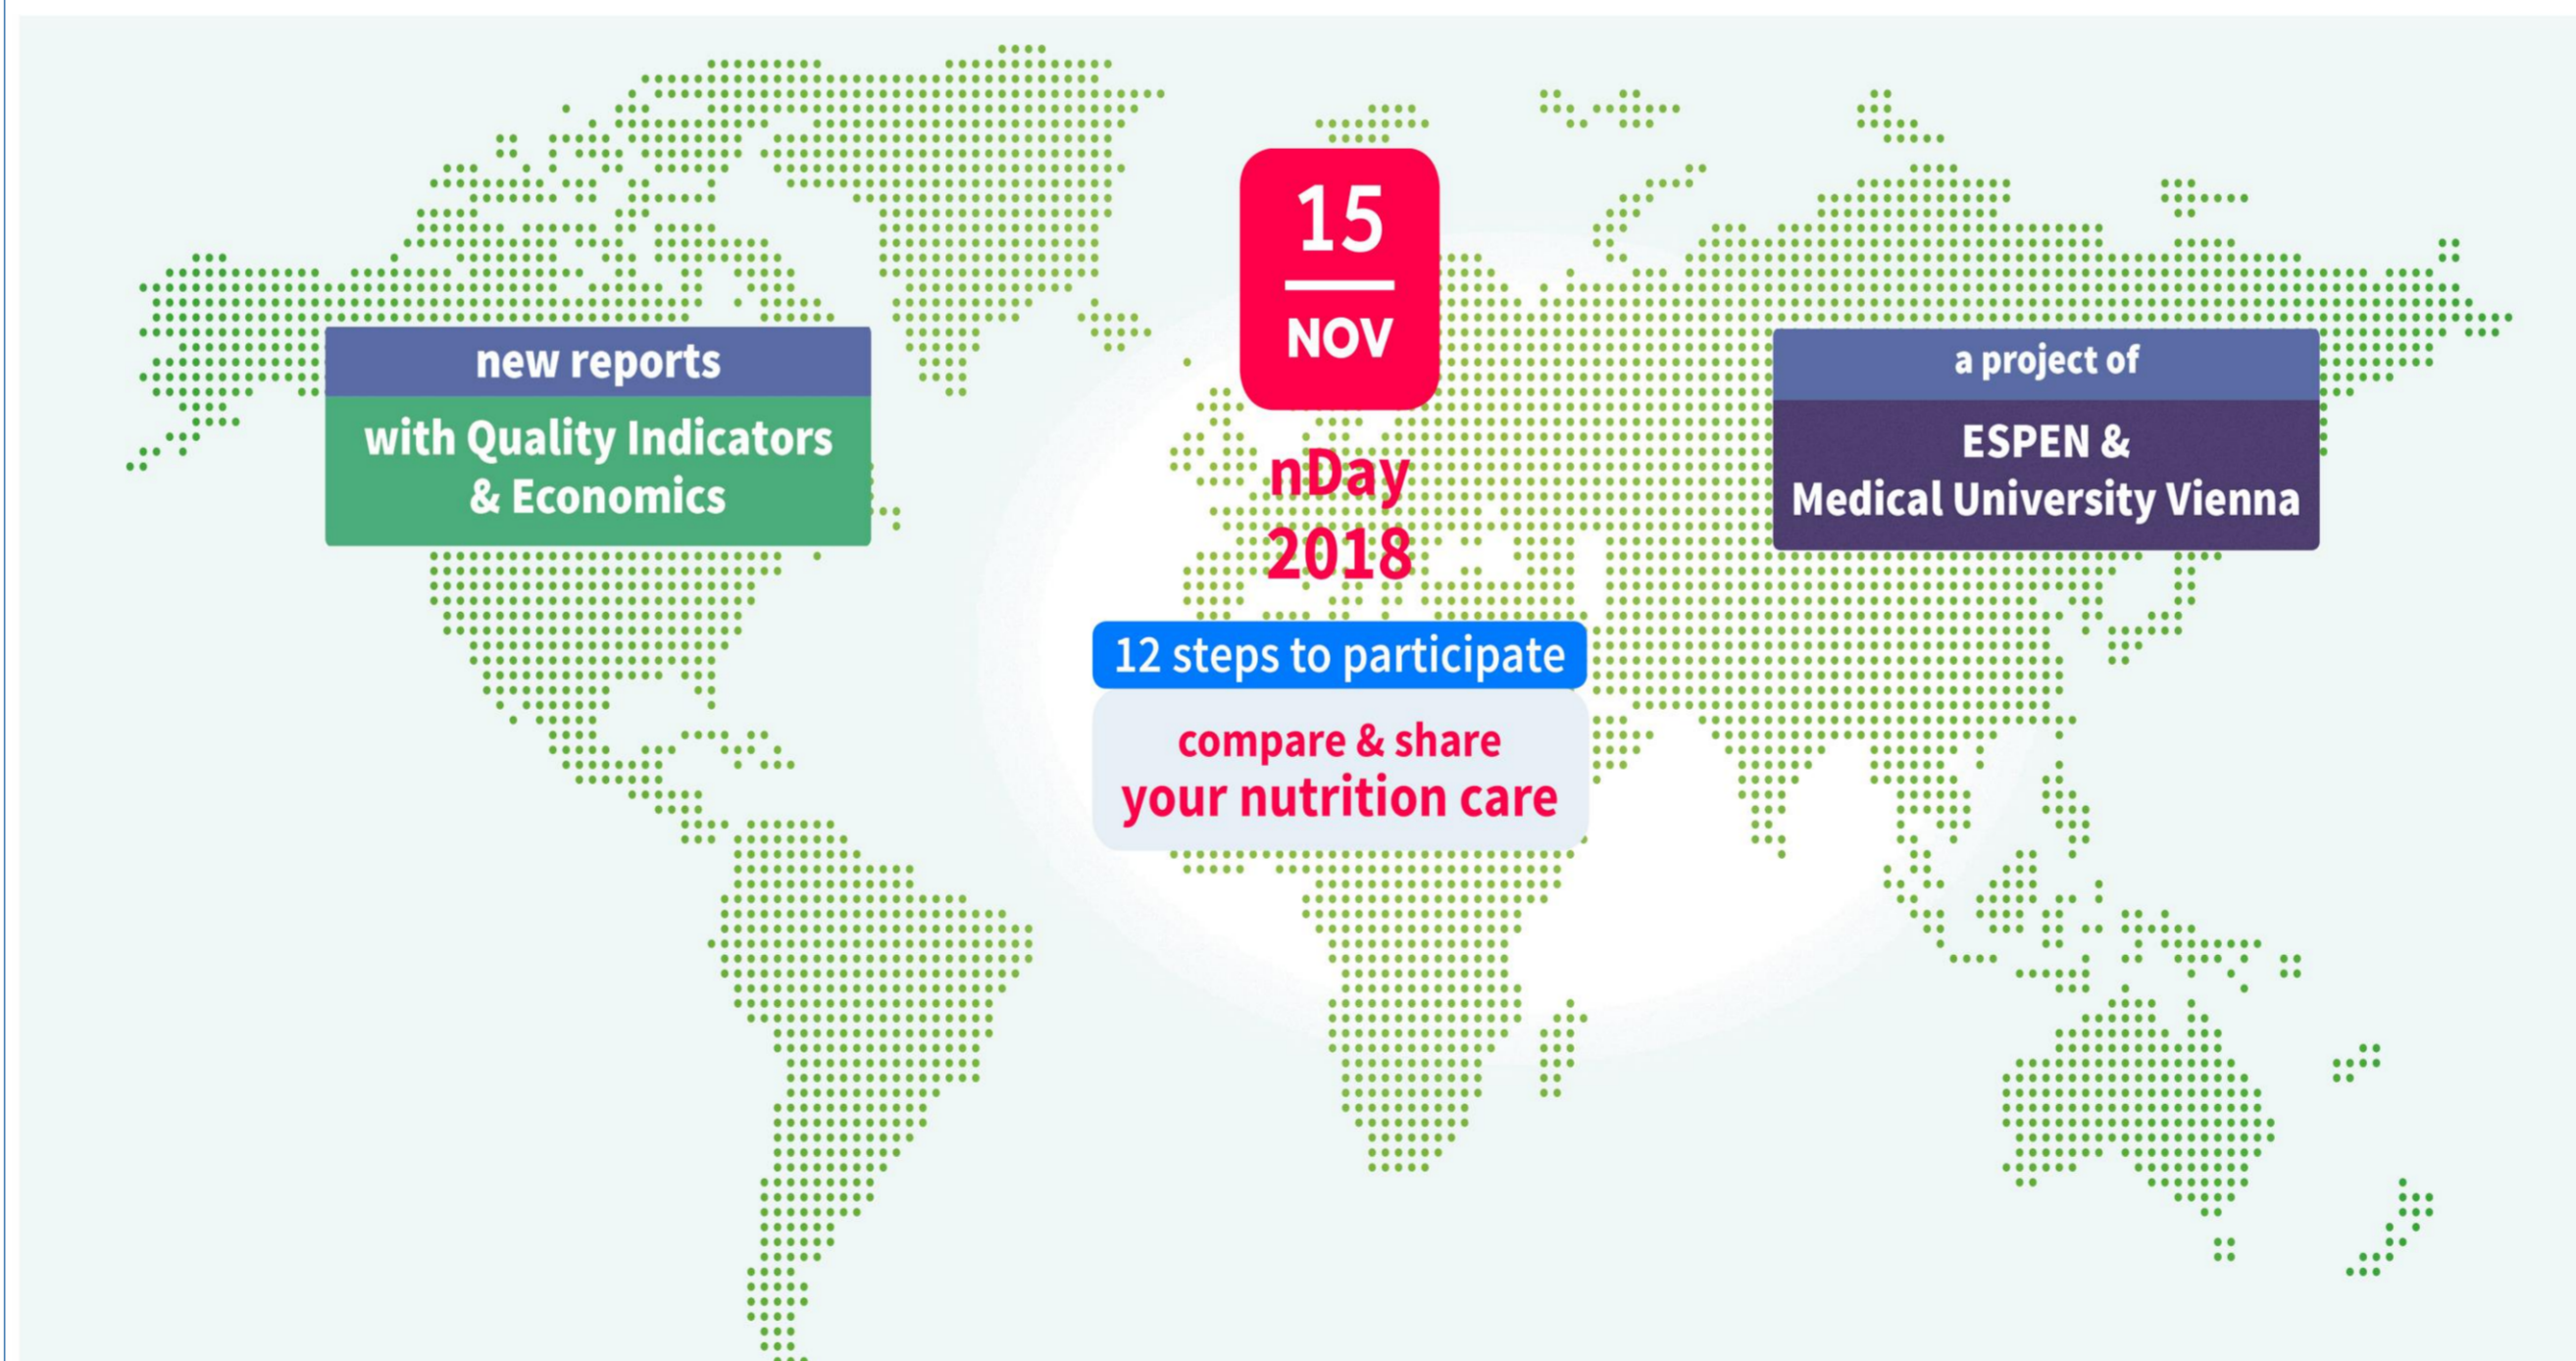 new reports
with Quality Indicators
& Economics
15
NOV
nDay
2018
12 steps to participate
compare & share
your nutrition care
a project of
ESPEN &
Medical University Vienna